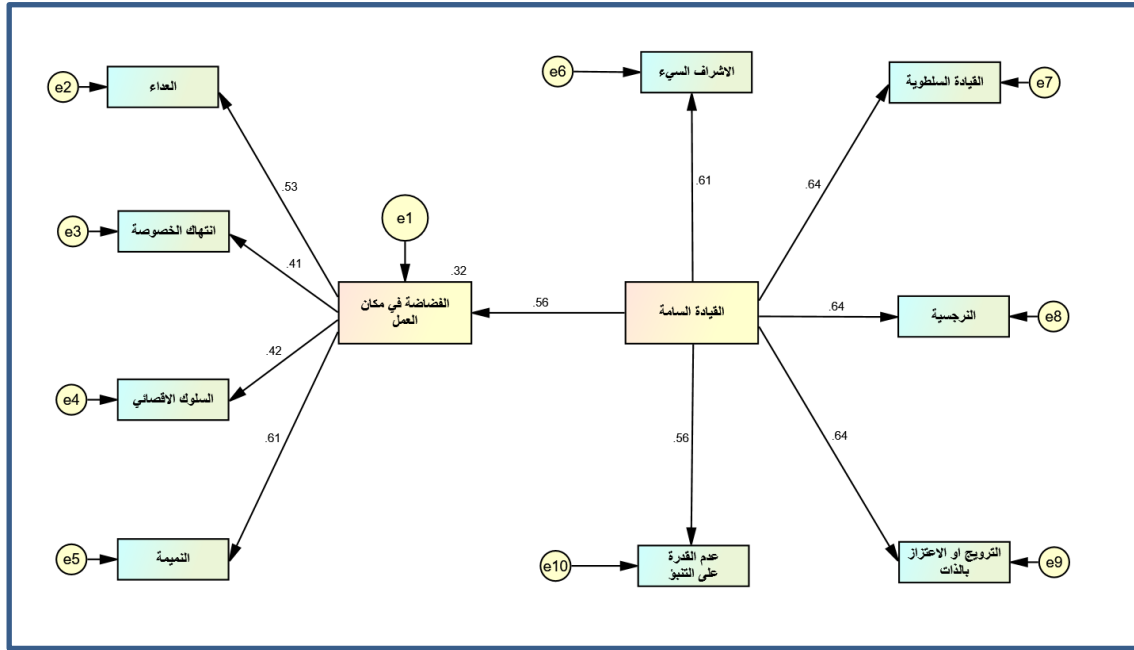 e2
العداء
e6
الاشراف السيء
القيادة السلطوية
e7
.53
.61
.64
e3
انتهاك الخصوصة
.41
e1
.32
الفضاضة في مكان
العمل
.56
القيادة السامة
.64
النرجسية
e8
e4
السلوك الاقصائي
.42
.61
.56
.64
e5
النميمة
e10
عدم القدرة
على التنبؤ
الترويج او الاعتزاز
بالذات
e9